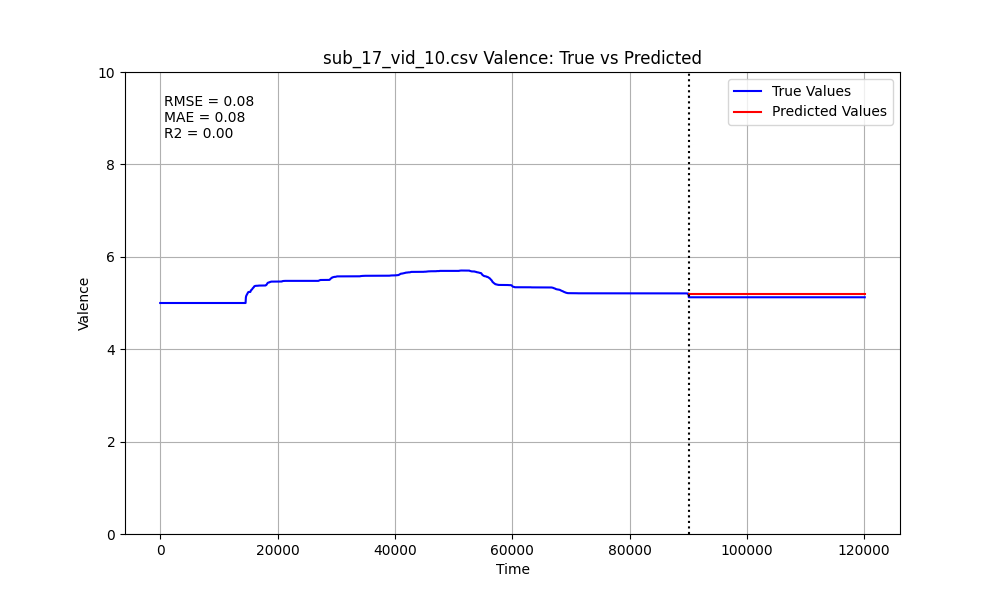 sub_17_vid_10.csv Valence: True vs Predicted
RMSE = 0.08
MAE = 0.08
R2 = 0.00
True Values
Predicted Values
Valence
10
8
6
4
2
0
0
20000
40000
60000
80000
100000
120000
Time